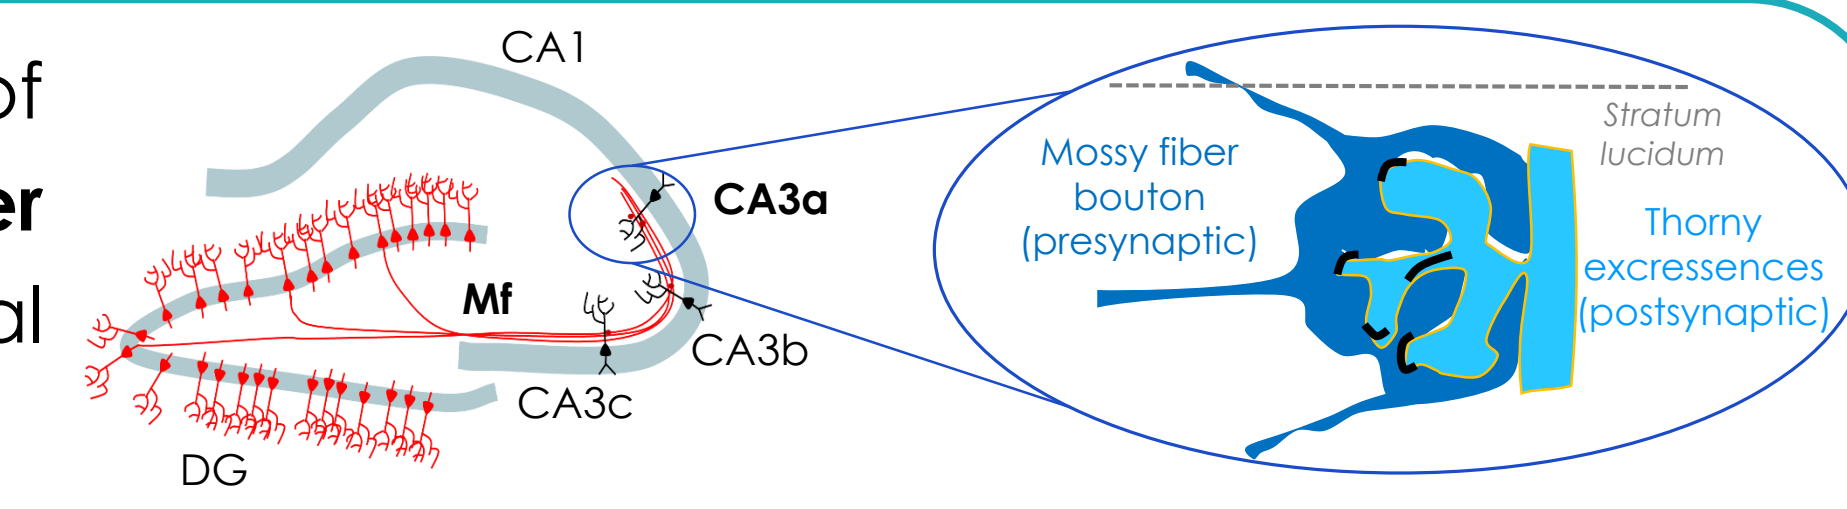 of
er
al
CA1
CA3a
Mf
CA3b
CA3c
DG
Mossy fiber
bouton
(presynaptic)
Stratum
lucidum
Thorny
excressences
(postsynaptic)